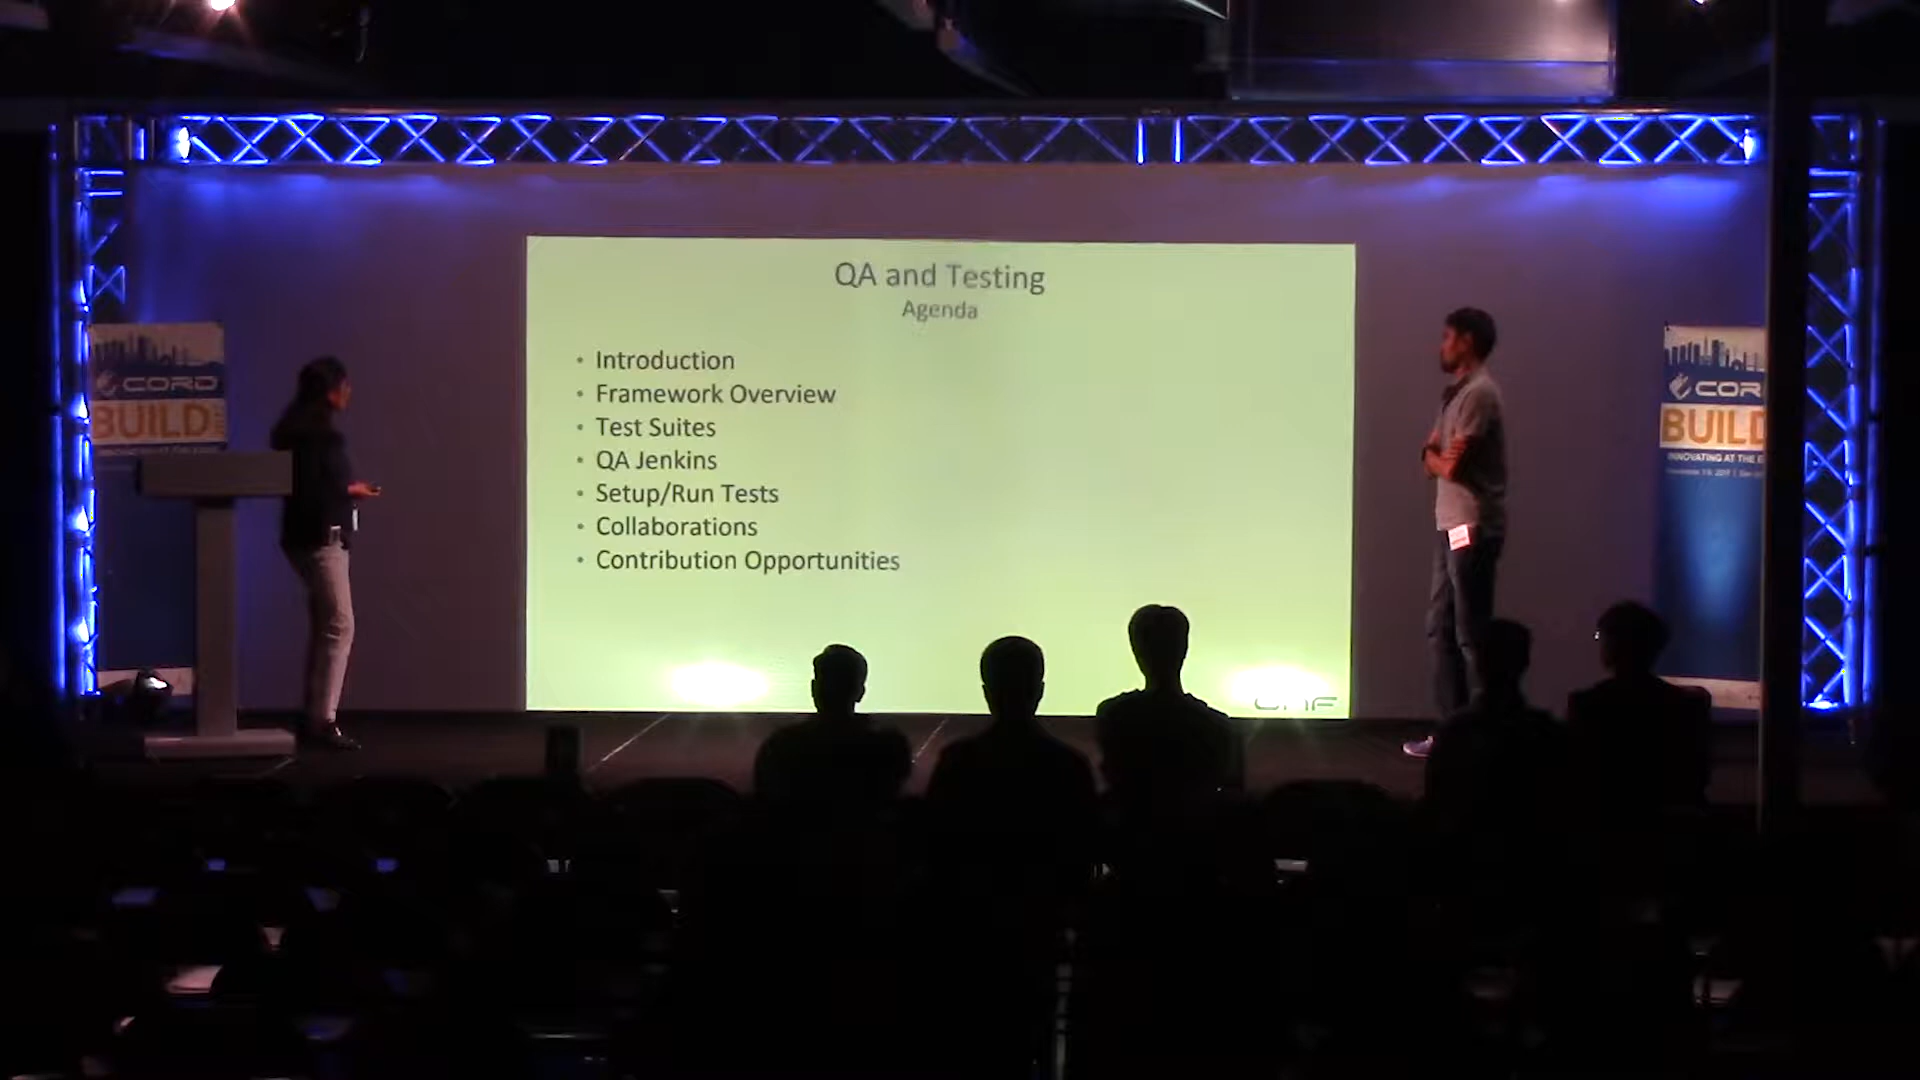 QA and Testing
Agenda
• Introduction
• Framework Overview
• Test Suites
• QA Jenkins
• Setup/Run Tests
• Collaborations
• Contribution Opportunities
CORD
BUILD
CORD
BUILD
INNOVATING AT THE E